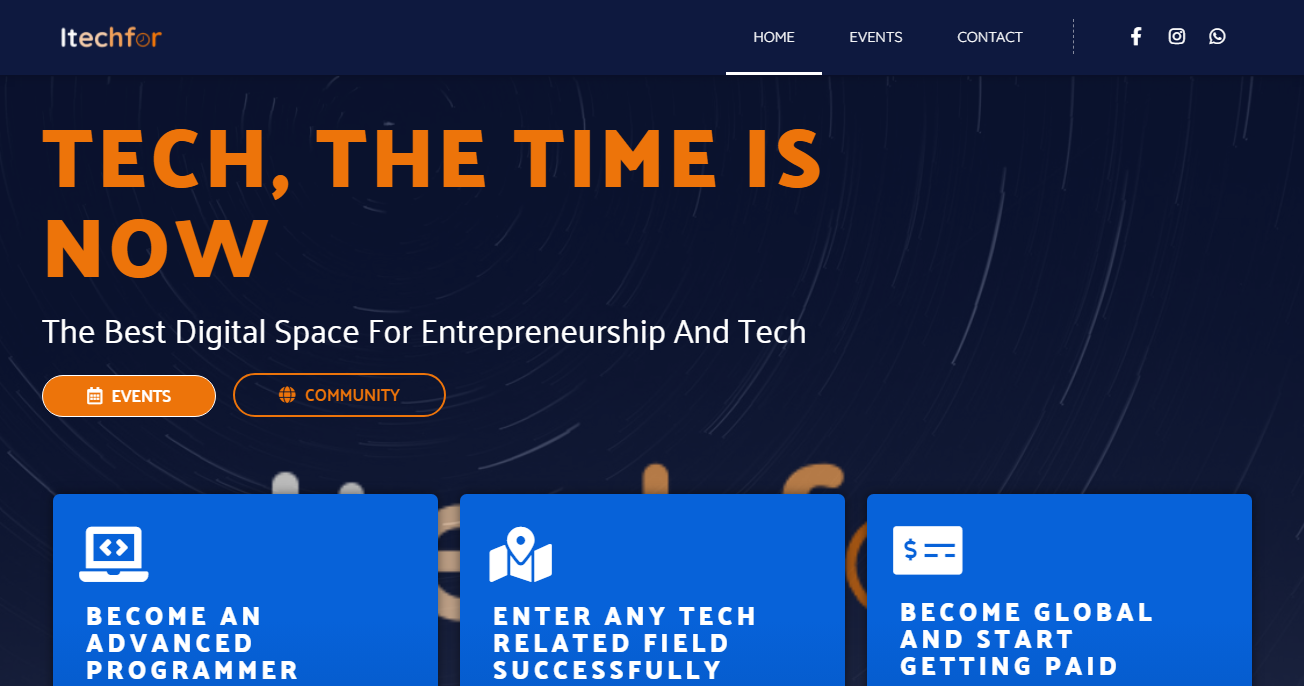 Itechfor
HOME EVENTS CONTACT
TECH, THE TIME IS
NOW
The Best Digital Space For Entrepreneurship And Tech
EVENTS COMMUNITY
BECOME AN
ADVANCED
PROGRAMMER
ENTER ANY TECH
RELATED FIELD
SUCCESSFULLY
BECOME GLOBAL
AND START
GETTING PAID